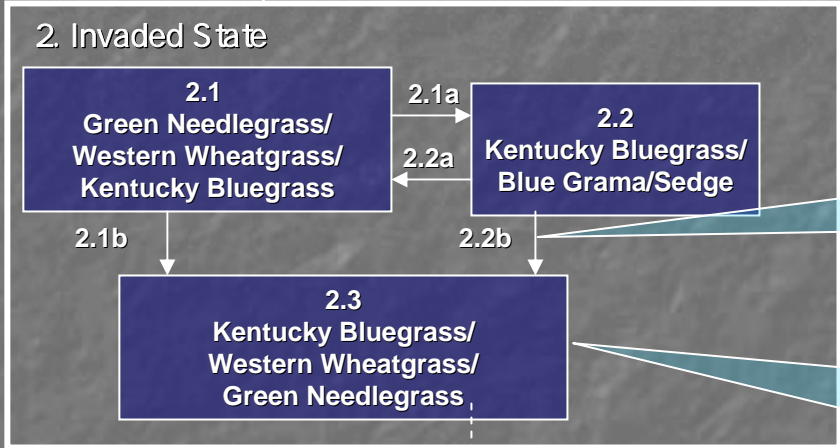 2. Invaded State
2.1
Green Needlegrass/
Western Wheatgrass/
Kentucky Bluegrass
2.1a
2.2a
2.2
Kentucky Bluegrass/
Blue Grama/Sedge
2.1b
2.2b
2.3
Kentucky Bluegrass/
Western Wheatgrass/
Green Needlegrass